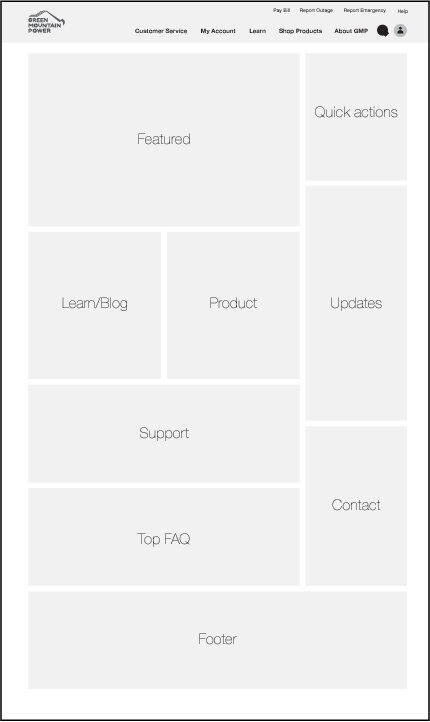 GREEN
MOUNTAIN
POWER
Pay Bill Report Outage Report Emergency Help
Customer Service My Account Learn Shop Products About GMP
Featured
Quick actions
Learn/Blog
Product
Updates
Support
Contact
Top FAQ
Footer